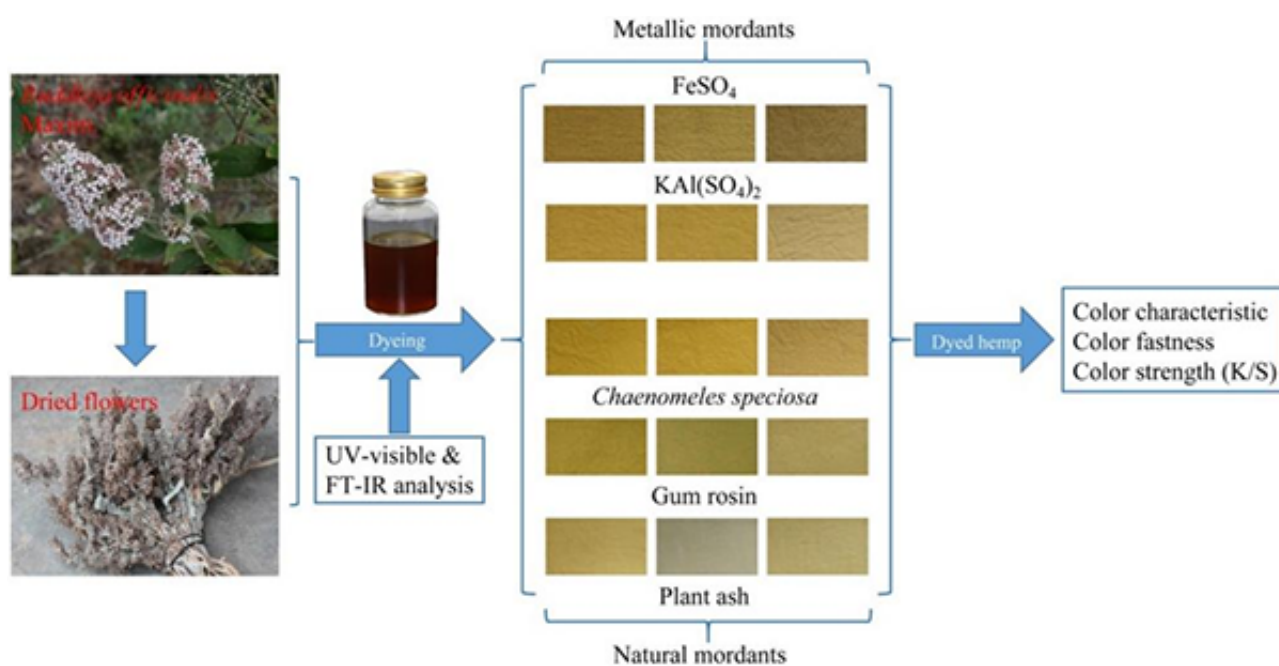 Metallic mordants
Buddleja officinalis
Maxim.
FeSO₄
KAl(SO₄)₂
Dyeing
Dyed hemp
Color characteristic
Color fastness
Color strength (K/S)
Dried flowers
Chaenomeles speciosa
UV-visible &
FT-IR analysis
Gum rosin
Plant ash
Natural mordants